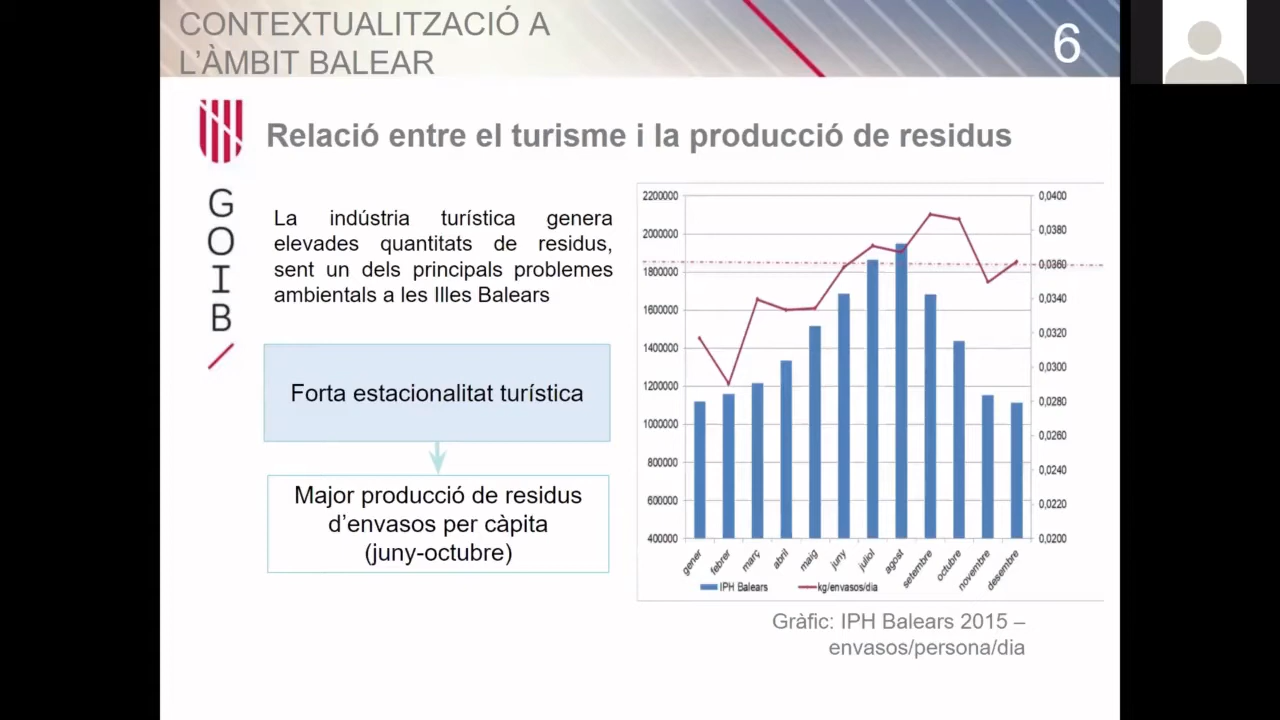 CONTEXTUALITZACIÓ A
L'ÀMBIT BALEAR
6
Relació entre el turisme i la producció de residus
G
O
I
B
La indústria turística genera
elevades quantitats de residus,
sent un dels principals problemes
ambientals a les Illes Balears
Forta estacionalitat turística
Major producció de residus
d'envasos per càpita
(juny-octubre)
2200000
2000000
1800000
1600000
1400000
1200000
1000000
800000
600000
400000
0,0400
0,0380
0,0360
0,0340
0,0320
0,0300
0,0280
0,0260
0,0240
0,0220
0,0200
gener
febrer
març
abril
maig
juny
juliol
agost
setembre
octubre
novembre
desembre
IPH Balears
kg/envasos/dia
Gràfic: IPH Balears 2015 –
envasos/persona/dia